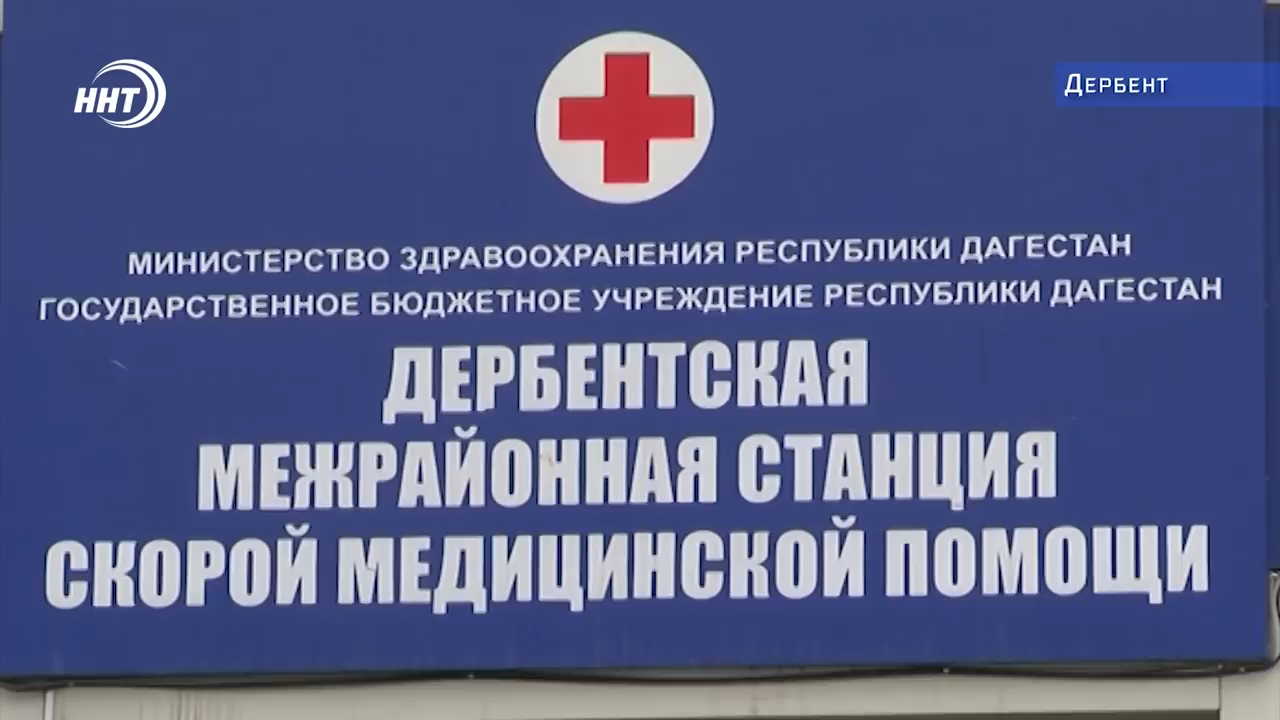 ННТ
Дербент
МИНИСТЕРСТВО ЗДРАВООХРАНЕНИЯ РЕСПУБЛИКИ ДАГЕСТАН
ГОСУДАРСТВЕННОЕ БЮДЖЕТНОЕ УЧРЕЖДЕНИЕ РЕСПУБЛИКИ ДАГЕСТАН
ДЕРБЕНТСКАЯ
МЕЖРАЙОННАЯ СТАНЦИЯ
СКОРОЙ МЕДИЦИНСКОЙ ПОМОЩИ